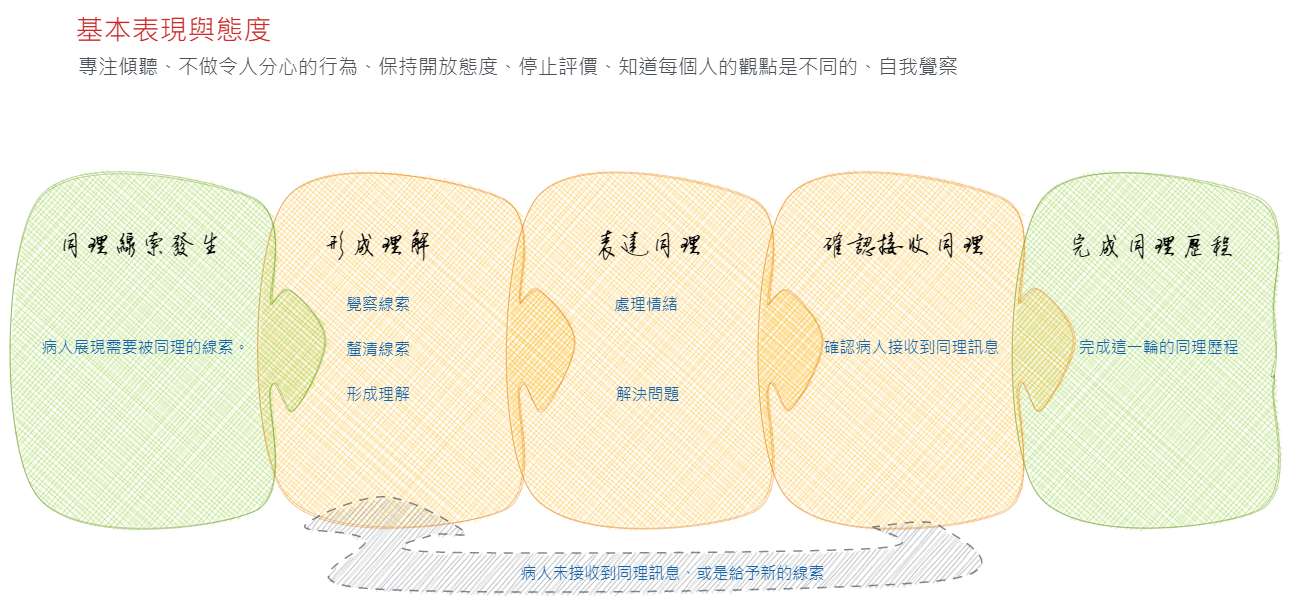 基本表現與態度
專注傾聽、不做令人分心的行為、保持開放態度、停止評價、知道每個人的觀點是不同的、自我覺察
同理線索發生
病人展現需要被同理的線索。
形成理解
覺察線索
釐清線索
形成理解
表達同理
處理情緒
解決問題
確認接收同理
確認病人接收到同理訊息
完成同理歷程
完成這一輪的同理歷程
病人未接收到同理訊息、或是給予新的線索